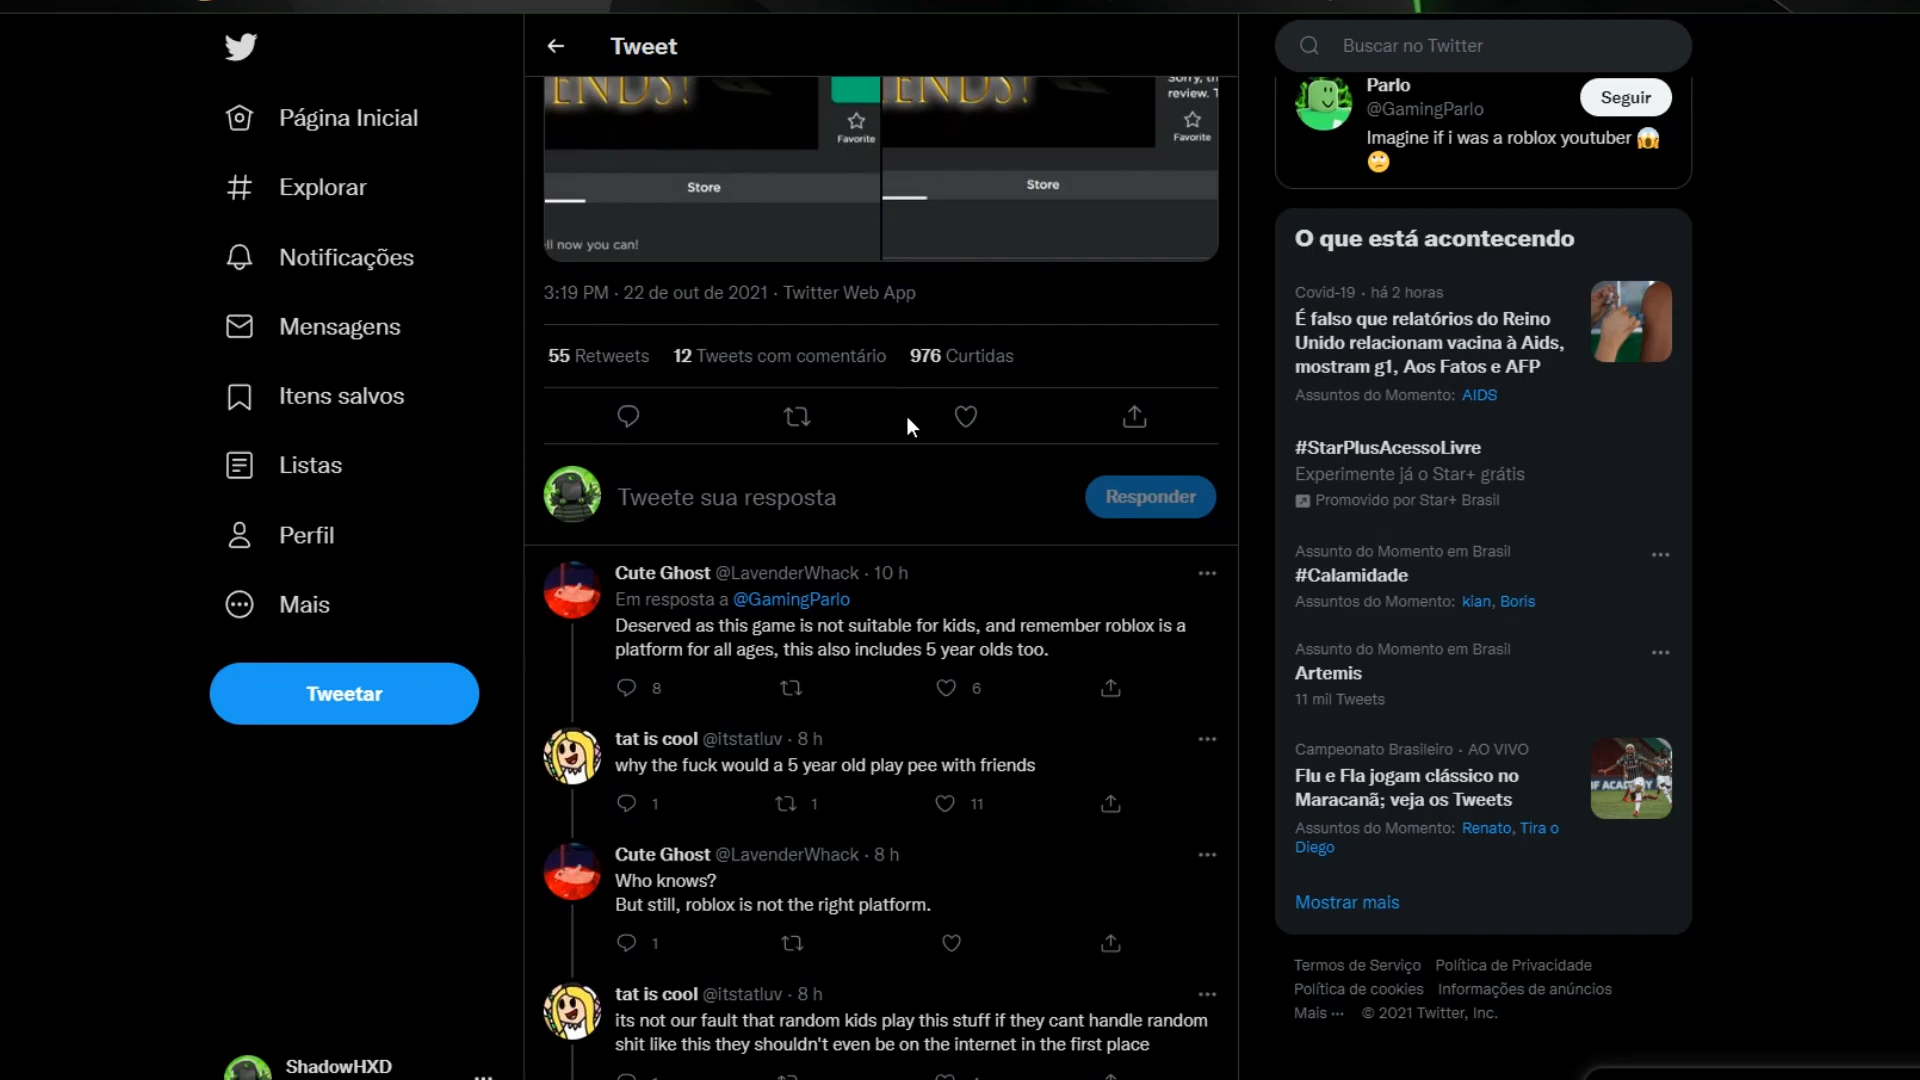 Página Inicial
Explorar
Notificações
Mensagens
Itens salvos
Listas
Perfil
Mais
Tweetar
ShadowHXD
Tweet
ENDS!
Favorite
Store
ll now you can!
ENDS!
Sorry, th
review. T
Favorite
Store
3:19 PM · 22 de out de 2021 · Twitter Web App
55 Retweets 12 Tweets com comentário 976 Curtidas
Tweete sua resposta
Responder
Cute Ghost @LavenderWhack · 10 h
Em resposta a @GamingParlo
Deserved as this game is not suitable for kids, and remember roblox is a
platform for all ages, this also includes 5 year olds too.
8 6
tat is cool @itstatluv · 8 h
why the fuck would a 5 year old play pee with friends
1 1 11
Cute Ghost @LavenderWhack · 8 h
Who knows?
But still, roblox is not the right platform.
1
tat is cool @itstatluv · 8 h
its not our fault that random kids play this stuff if they cant handle random
shit like this they shouldn't even be on the internet in the first place
Buscar no Twitter
Parlo
@GamingParlo
Seguir
Imagine if i was a roblox youtuber 😱
🙄
O que está acontecendo
Covid-19 · há 2 horas
É falso que relatórios do Reino
Unido relacionam vacina à Aids,
mostram g1, Aos Fatos e AFP
Assuntos do Momento: AIDS
#StarPlusAcessoLivre
Experimente já o Star+ grátis
Promovido por Star+ Brasil
Assunto do Momento em Brasil
#Calamidade
Assuntos do Momento: kian, Boris
Assunto do Momento em Brasil
Artemis
11 mil Tweets
Campeonato Brasileiro · AO VIVO
Flu e Fla jogam clássico no
Maracanã; veja os Tweets
Assuntos do Momento: Renato, Tira o
Diego
Mostrar mais
Termos de Serviço Política de Privacidade
Política de cookies Informações de anúncios
Mais ··· © 2021 Twitter, Inc.